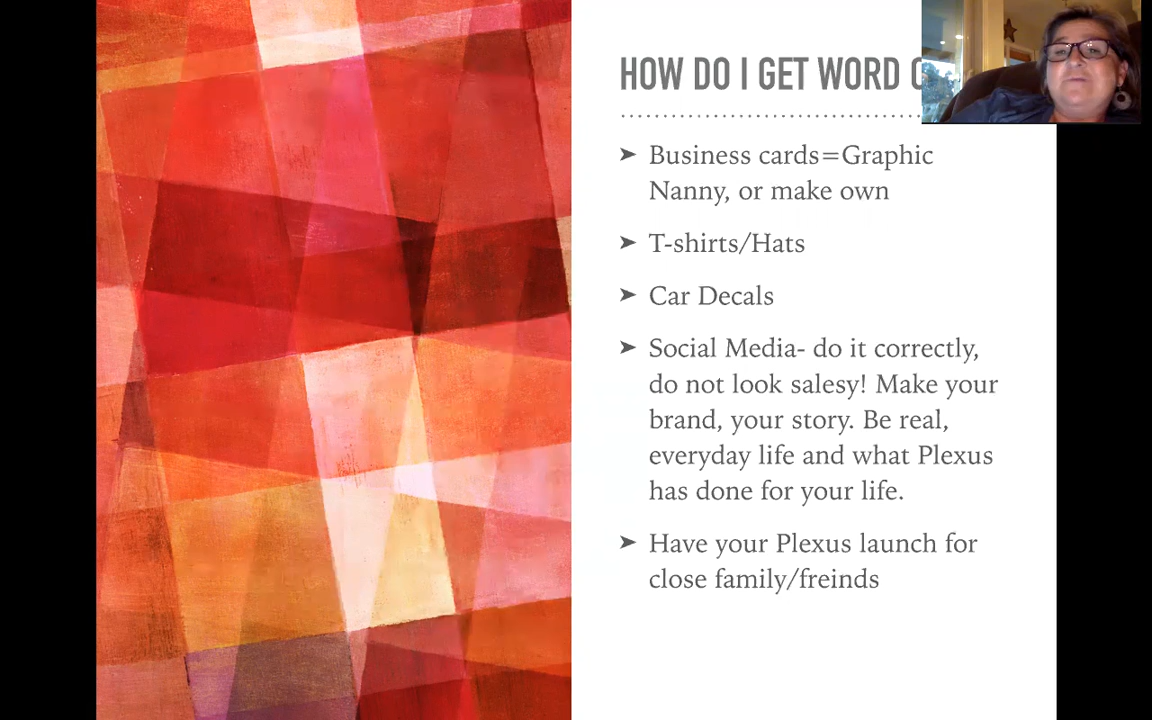 HOW DO I GET WORD
➤ Business cards=Graphic
Nanny, or make own
➤ T-shirts/Hats
➤ Car Decals
➤ Social Media- do it correctly,
do not look salesy! Make your
brand, your story. Be real,
everyday life and what Plexus
has done for your life.
➤ Have your Plexus launch for
close family/freinds